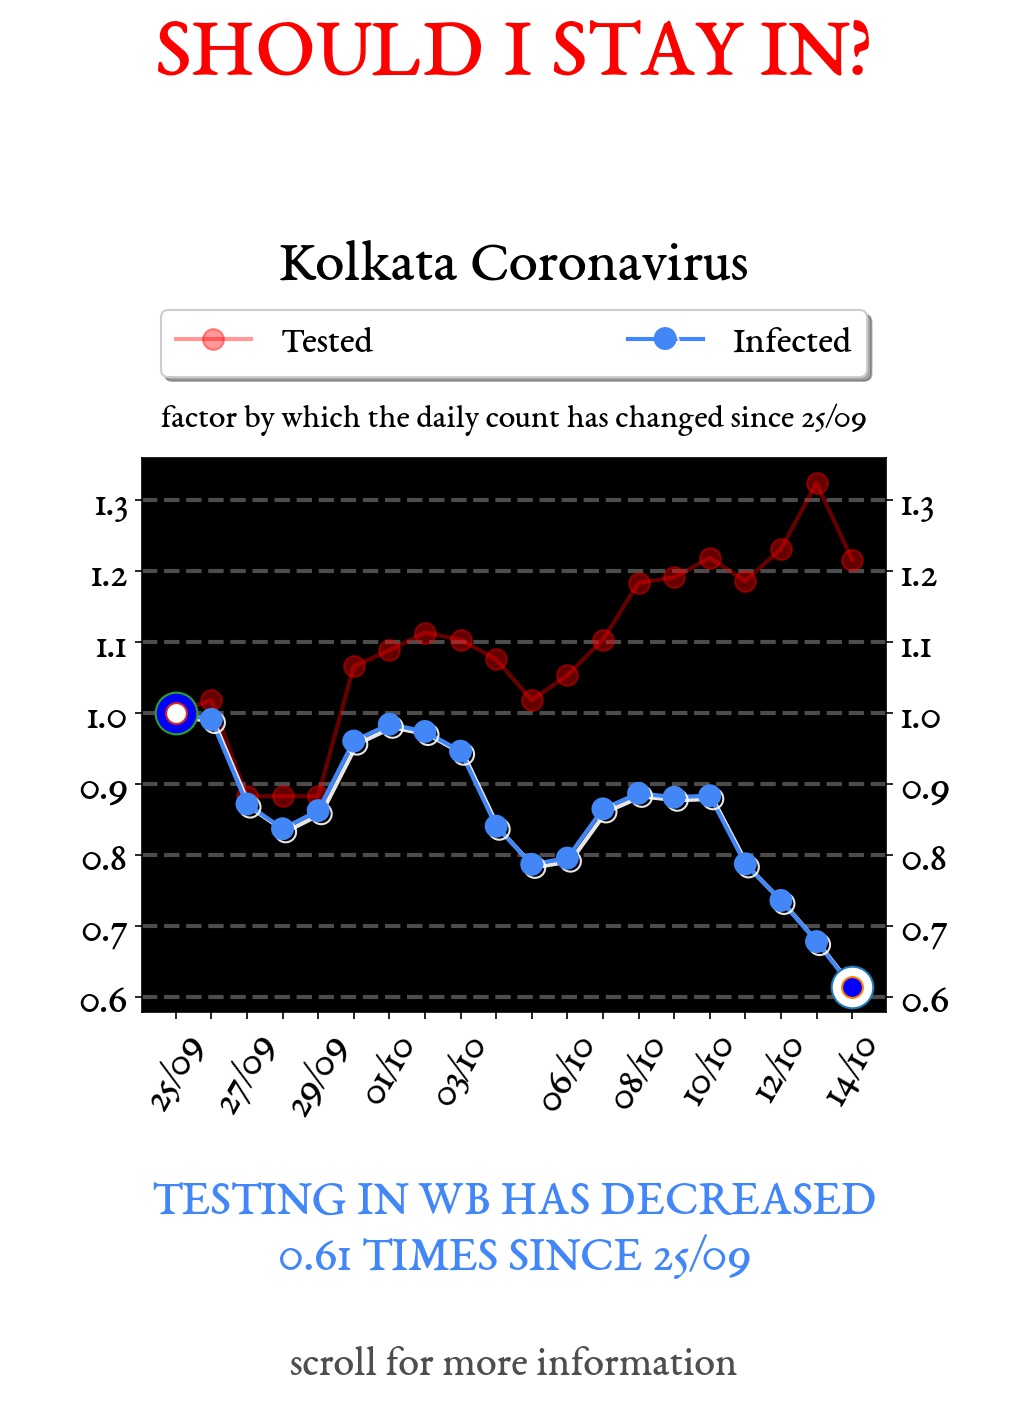 SHOULD I STAY IN?
Kolkata Coronavirus
Tested Infected
factor by which the daily count has changed since 25/09
1.3 1.3
1.2 1.2
1.1 1.1
1.0 1.0
0.9 0.9
0.8 0.8
0.7 0.7
0.6 0.6
25/09 27/09 29/09 01/10 03/10 06/10 08/10 10/10 12/10 14/10
TESTING IN WB HAS DECREASED
0.61 TIMES SINCE 25/09
scroll for more information